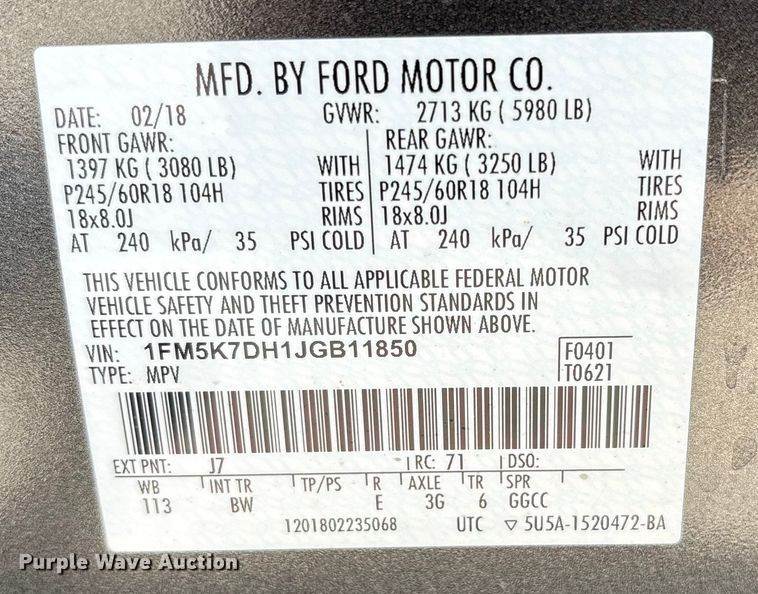 MFD. BY FORD MOTOR CO.
DATE: 02/18 GVWR: 2713 KG ( 5980 LB)
FRONT GAWR: REAR GAWR:
1397 KG ( 3080 LB) WITH 1474 KG ( 3250 LB) WITH
P245/60R18 104H TIRES P245/60R18 104H TIRES
18x8.0J RIMS 18x8.0J RIMS
AT 240 kPa/ 35 PSI COLD AT 240 kPa/ 35 PSI COLD
THIS VEHICLE CONFORMS TO ALL APPLICABLE FEDERAL MOTOR
VEHICLE SAFETY AND THEFT PREVENTION STANDARDS IN
EFFECT ON THE DATE OF MANUFACTURE SHOWN ABOVE.
VIN: 1FM5K7DH1JGB11850 F0401
TYPE: MPV T0621
EXT PNT: J7 RC: 71 DSO:
WB INT TR TP/PS R AXLE TR SPR
113 BW E 3G 6 GGCC
1201802235068 UTC ▽ 5U5A-1520472-BA
Purple Wave Auction